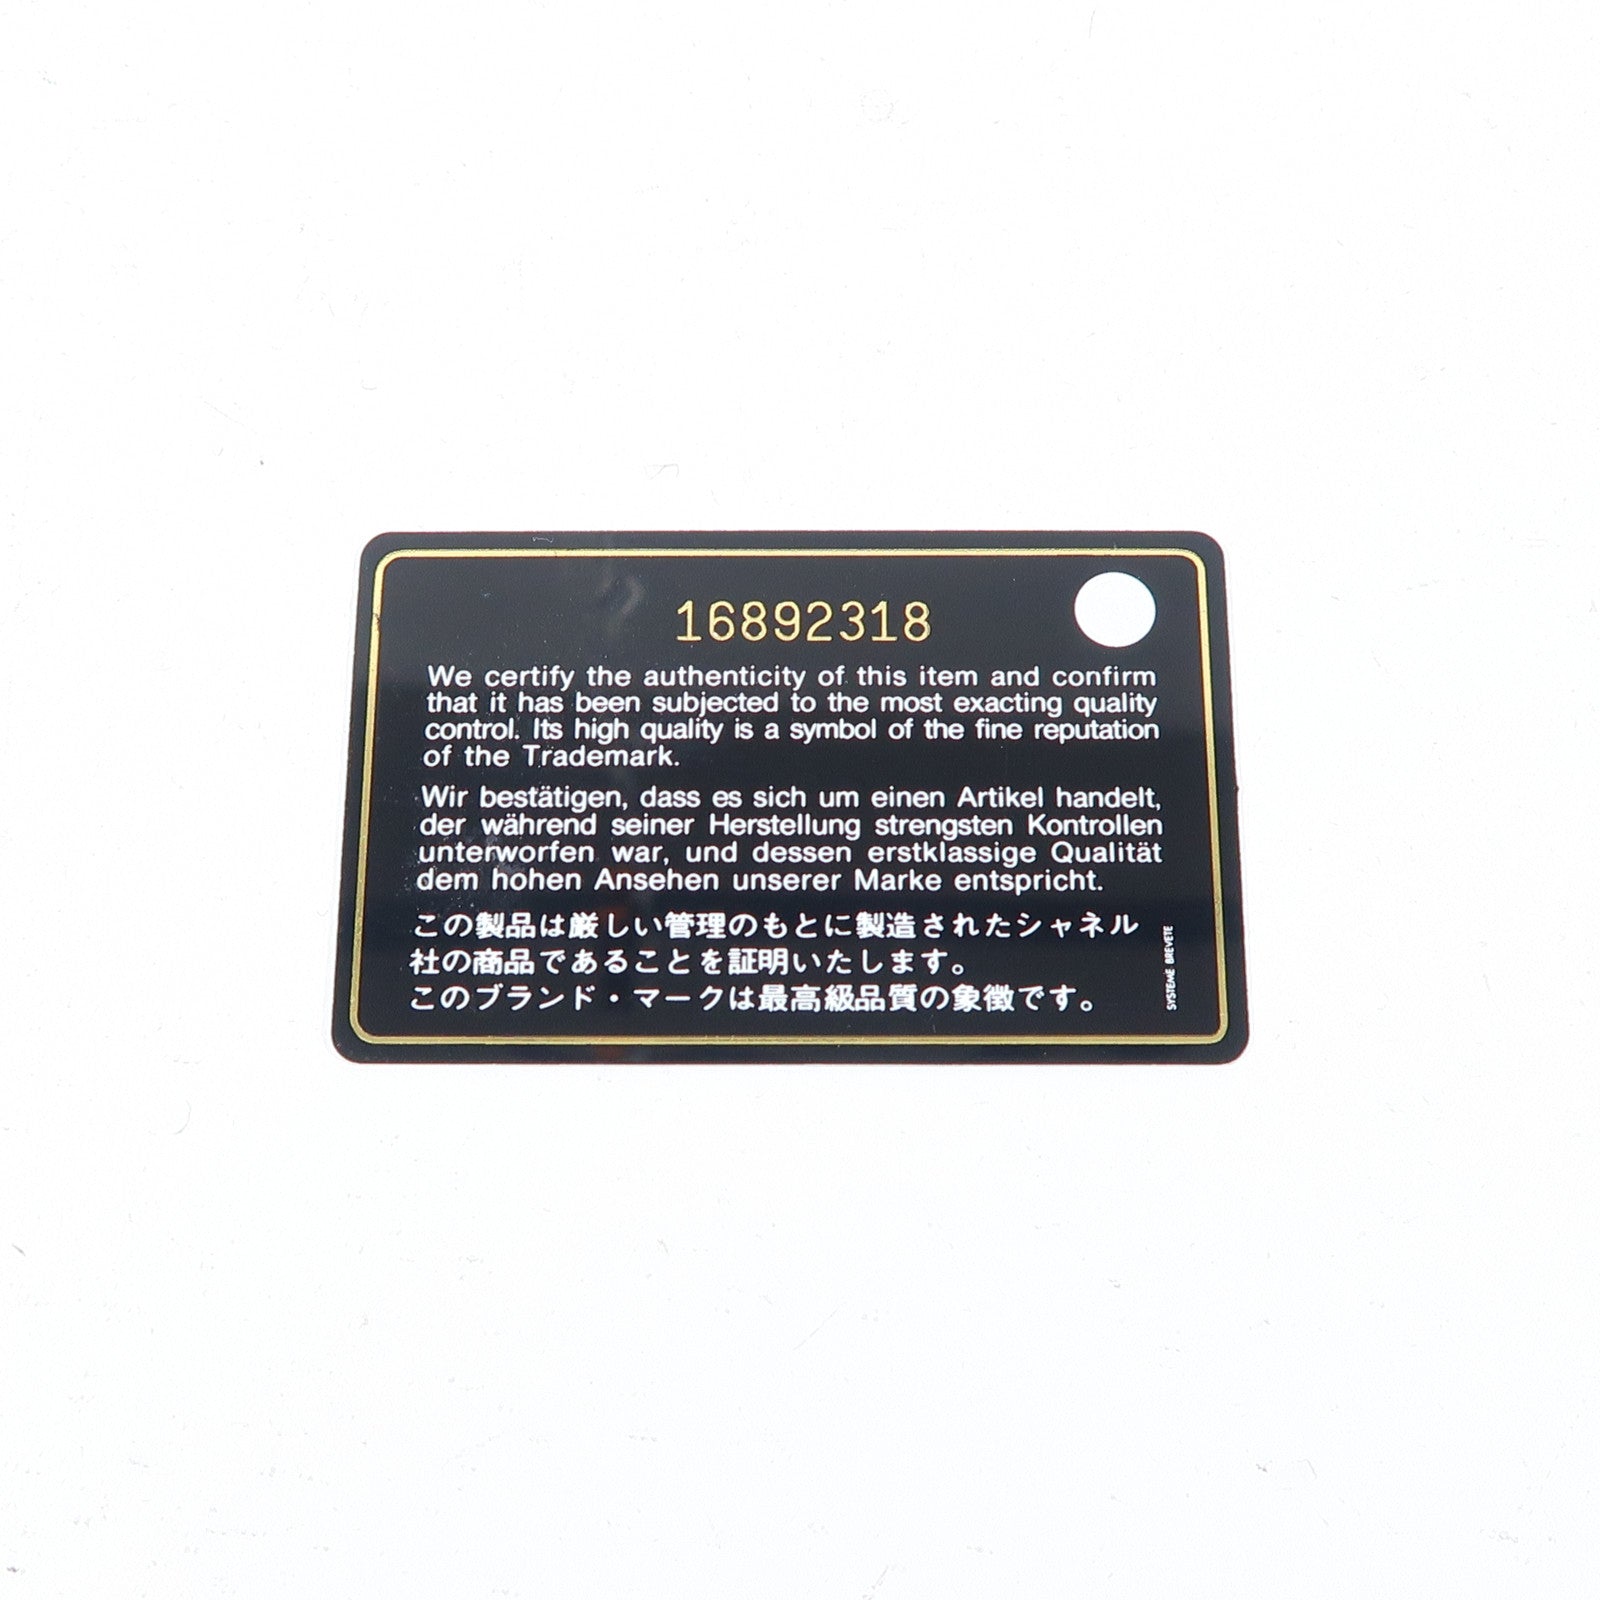 16892318
We certify the authenticity of this item and confirm
that it has been subjected to the most exacting quality
control. Its high quality is a symbol of the fine reputation
of the Trademark.
Wir bestätigen, dass es sich um einen Artikel handelt,
der während seiner Herstellung strengsten Kontrollen
unterworfen war, und dessen erstklassige Qualität
dem hohen Ansehen unserer Marke entspricht.
この製品は厳しい管理のもとに製造されたシャネル
社の商品であることを証明いたします。
このブランド・マークは最高級品質の象徴です。
SYSTEME BREVETE